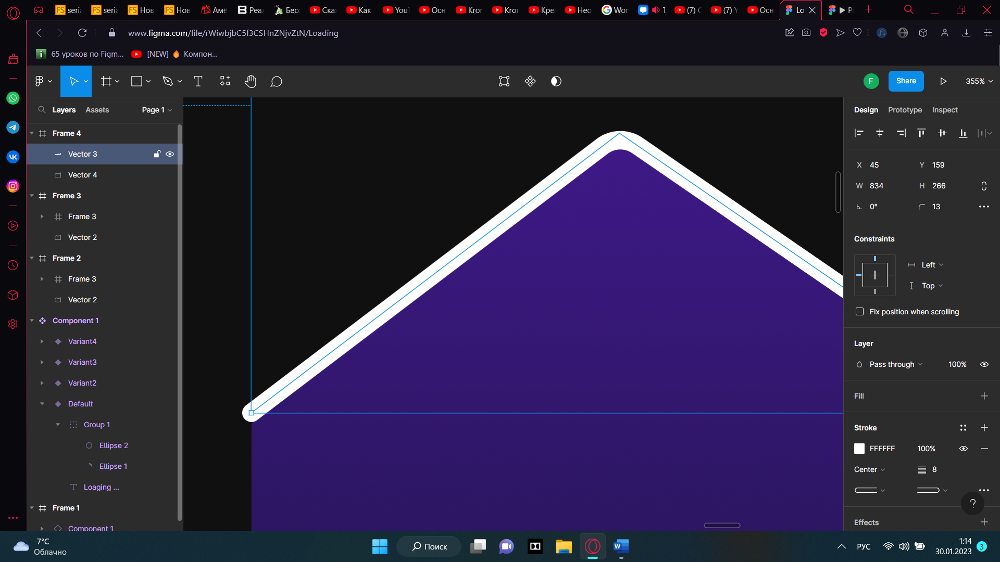 seria
seria
Нов
Нов
Аме
Реа
Бесс
Ска
Как
YouT
Осн
Kron
Kron
Кре
Нео
Wor
1
(7)
(7) Y
Осн
Lo
www.figma.com/file/rWiwbjbC5f3CSHnZNjvZtN/Loading
65 уроков по Figm...
[NEW] 🔥 Компон...
F
Share
355%
Layers
Assets
Page 1
Frame 4
Vector 3
Vector 4
Frame 3
Frame 3
Vector 2
Frame 2
Frame 3
Vector 2
Component 1
Variant4
Variant3
Variant2
Default
Group 1
Ellipse 2
Ellipse 1
Loaging ...
Frame 1
Component 1
Design
Prototype
Inspect
X 45
Y 159
W 834
H 266
0°
13
Constraints
Left
Top
Fix position when scrolling
Layer
Pass through
100%
Fill
Stroke
FFFFFF
100%
Center
8
?
Effects
-7°C
Облачно
Поиск
РУС
1:14
30.01.2023
3